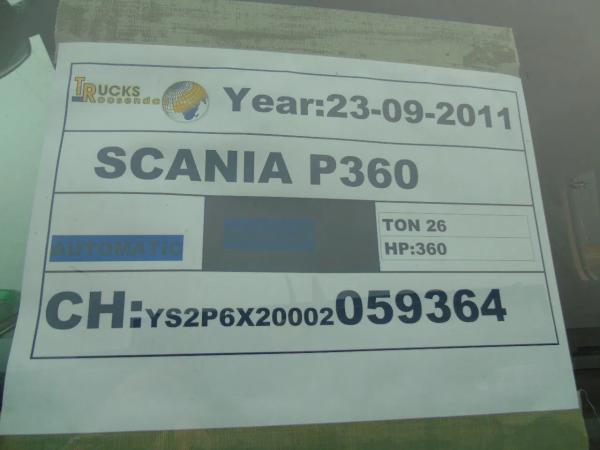 TRUCKS
Roosendaal
Year:23-09-2011
SCANIA P360
AUTOMATIC
TON 26
HP:360
CH:YS2P6X20002059364